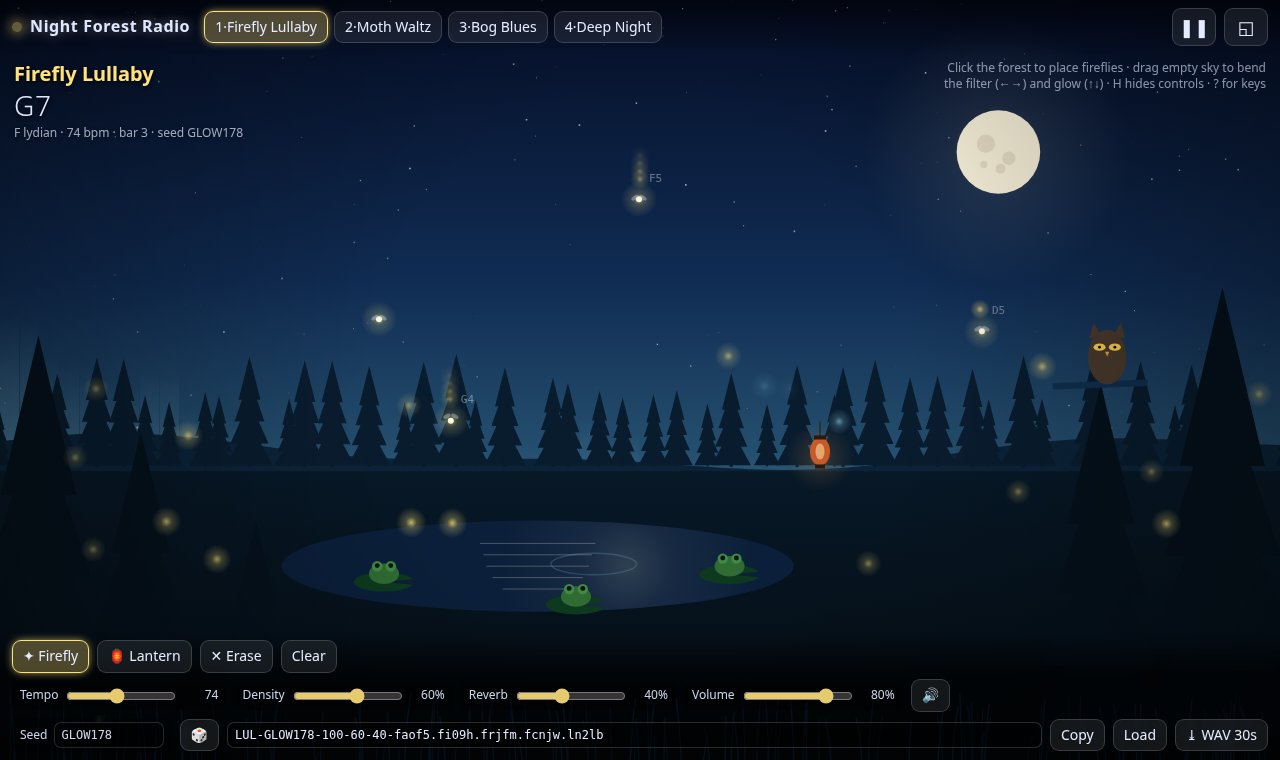 Night Forest Radio 1·Firefly Lullaby 2·Moth Waltz 3·Bog Blues 4·Deep Night
Firefly Lullaby
G7
F lydian · 74 bpm · bar 3 · seed GLOW178
Click the forest to place fireflies · drag empty sky to bend
the filter (←→) and glow (↑↓) · H hides controls · ? for keys
F5
D5
G4
✦ Firefly 🏮 Lantern ✕ Erase Clear
Tempo 74 Density 60% Reverb 40% Volume 80%
Seed GLOW178 LUL-GLOW178-100-60-40-faof5.fi09h.frjfm.fcnjw.ln2lb Copy Load ⤓ WAV 30s